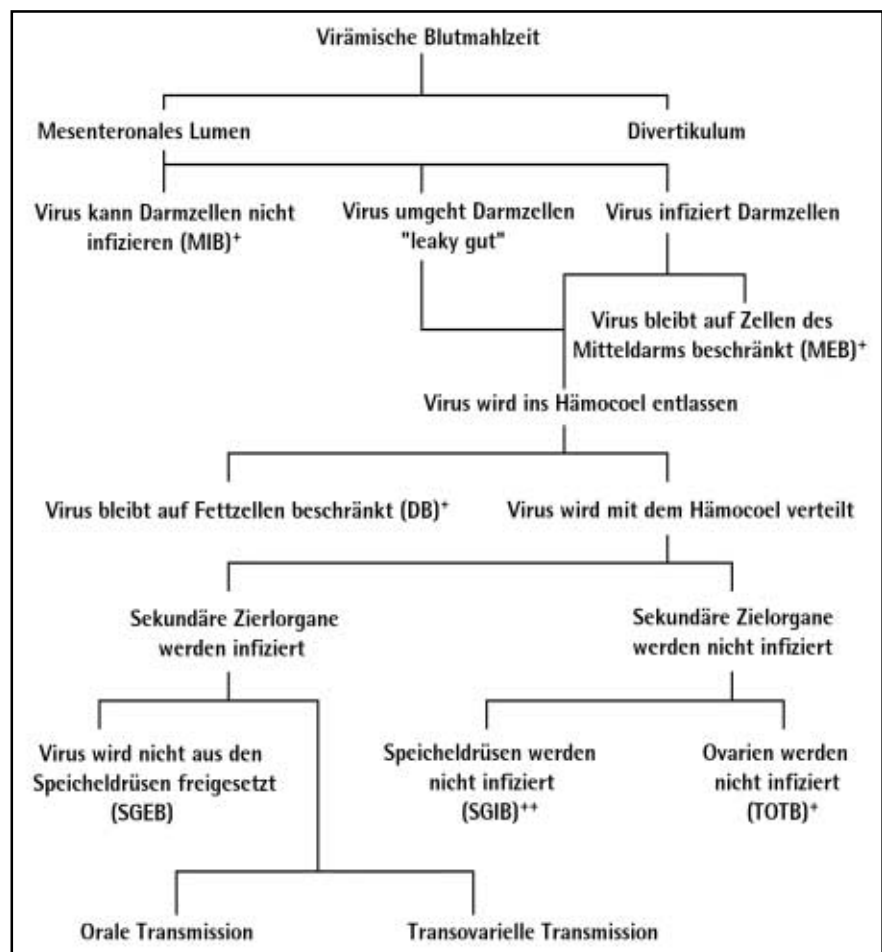 Virämische Blutmahlzeit
Mesenteronales Lumen
Divertikulum
Virus kann Darmzellen nicht
infizieren (MIB)+
Virus umgeht Darmzellen
"leaky gut"
Virus infiziert Darmzellen
Virus bleibt auf Zellen des
Mitteldarms beschränkt (MEB)+
Virus wird ins Hämocoel entlassen
Virus bleibt auf Fettzellen beschränkt (DB)+
Virus wird mit dem Hämocoel verteilt
Sekundäre Zierlorgane
werden infiziert
Sekundäre Zielorgane
werden nicht infiziert
Virus wird nicht aus den
Speicheldrüsen freigesetzt
(SGEB)
Speicheldrüsen werden
nicht infiziert
(SGIB)++
Ovarien werden
nicht infiziert
(TOTB)+
Orale Transmission
Transovarielle Transmission